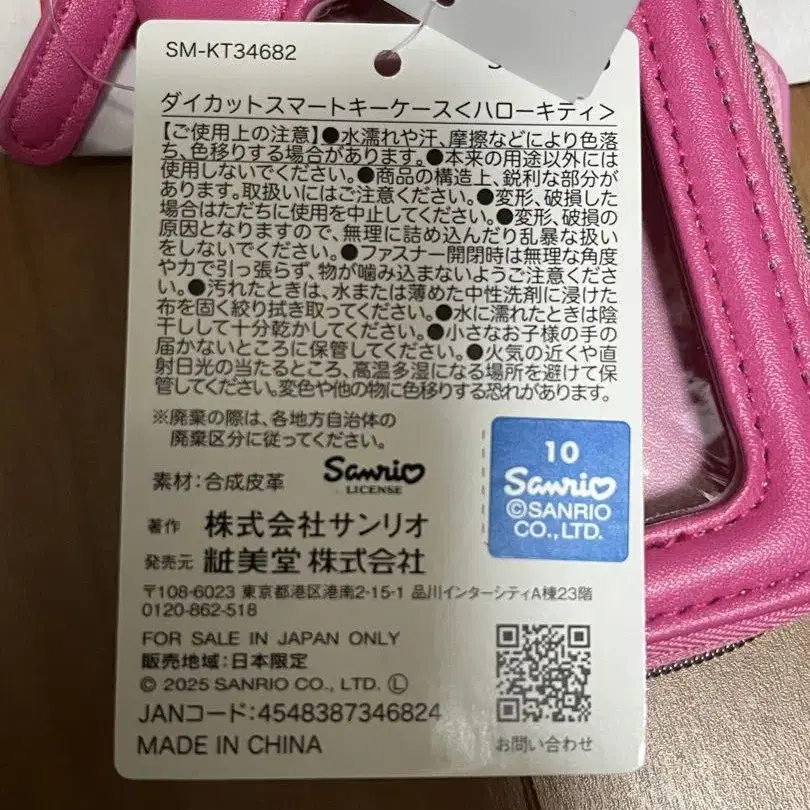 SM-KT34682
ダイカットスマートキーケース<ハローキティ>
【ご使用上の注意】●水濡れや汗、摩擦などにより色落
ち、色移りする場合があります。●本来の用途以外には
使用しないでください。●商品の構造上、鋭利な部分が
あります。取扱いにはご注意ください。●変形、破損した
場合はただちに使用を中止してください。●変形、破損の
原因となりますので、無理に詰め込んだり乱暴な扱い
をしないでください。●ファスナー開閉時は無理な角度
や力で引っ張らず、物が噛み込まないようご注意くださ
い。●汚れたときは、水または薄めた中性洗剤に浸けた
布を固く絞り拭き取ってください。●水に濡れたときは陰
干しして十分乾かしてください。●小さなお子様の手の
届かないところに保管してください。●火気の近くや直
射日光の当たるところ、高温多湿になる場所を避けて保
管してください。変色や他の物に色移りする恐れがあります。
※廃棄の際は、各地方自治体の
廃棄区分に従ってください。
素材:合成皮革
Sanrio
LICENSE
10
Sanrio
©SANRIO
CO.,LTD.
著作 株式会社サンリオ
発売元 粧美堂株式会社
〒108-6023 東京都港区港南2-15-1 品川インターシティA棟23階
0120-862-518
FOR SALE IN JAPAN ONLY
販売地域:日本限定
© 2025 SANRIO CO., LTD. Ⓛ
JANコード:4548387346824
MADE IN CHINA
お問い合わせ